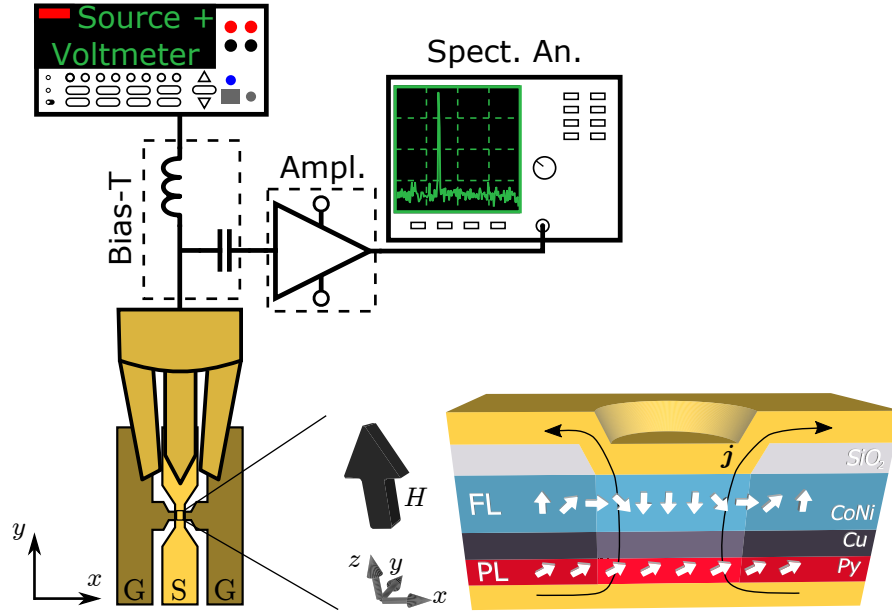 Source +
Voltmeter
Spect. An.
Bias-T
Ampl.
H
j
SiO₂
FL
CoNi
Cu
PL
Py
y
x
G
S
G
z
y
x